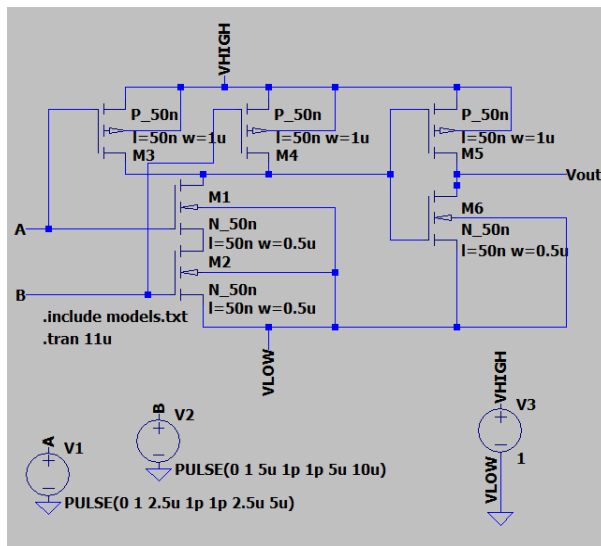 VHIGH
P_50n
l=50n w=1u
M3
P_50n
l=50n w=1u
M4
P_50n
l=50n w=1u
M5
Vout
M1
N_50n
l=50n w=0.5u
A
M6
N_50n
l=50n w=0.5u
M2
N_50n
l=50n w=0.5u
B
.include models.txt
.tran 11u
VLOW
VHIGH
V3
1
VLOW
B
V2
PULSE(0 1 5u 1p 1p 5u 10u)
A
V1
PULSE(0 1 2.5u 1p 1p 2.5u 5u)